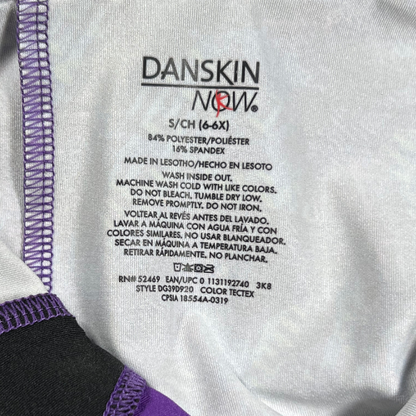 DANSKIN
NOW®
S/CH (6-6X)
84% POLYESTER/POLIÉSTER
16% SPANDEX
MADE IN LESOTHO/HECHO EN LESOTO
WASH INSIDE OUT.
MACHINE WASH COLD WITH LIKE COLORS.
DO NOT BLEACH, TUMBLE DRY LOW.
REMOVE PROMPTLY. DO NOT IRON.
VOLTEAR AL REVÉS ANTES DEL LAVADO.
LAVAR A MÁQUINA CON AGUA FRÍA Y CON
COLORES SIMILARES. NO USAR BLANQUEADOR.
SECAR EN MÁQUINA A TEMPERATURA BAJA.
RETIRAR RÁPIDAMENTE. NO PLANCHAR.
RN# 52469 EAN/UPC 0 1131192740 3K8
STYLE DG39D920 COLOR TECTEX
CPSIA 18554A-0319